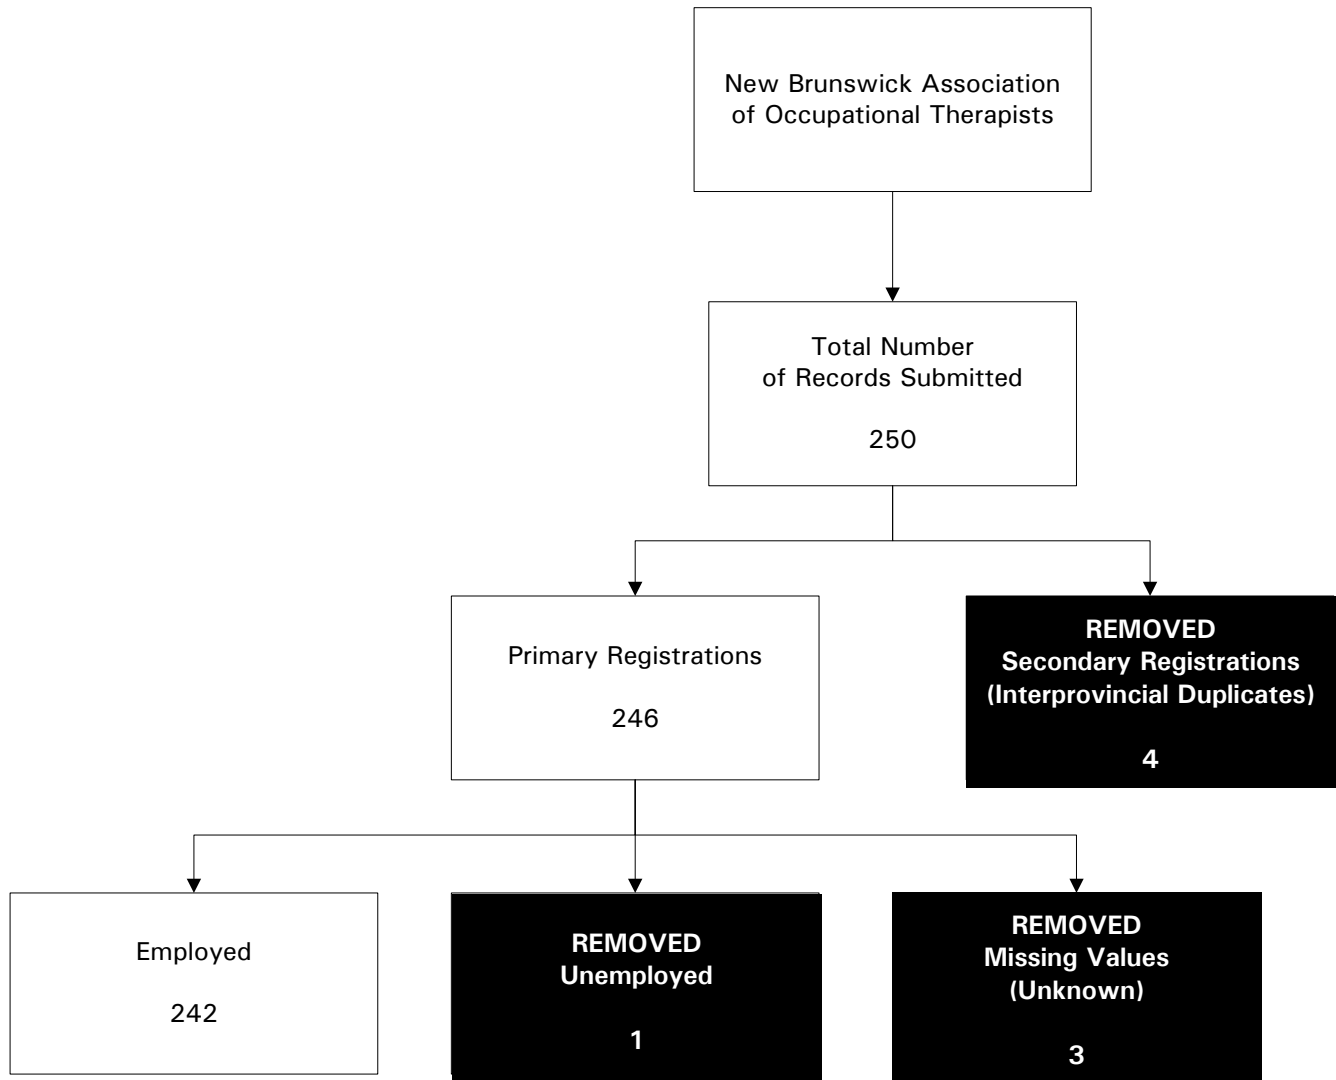 New Brunswick Association
of Occupational Therapists
Total Number
of Records Submitted
250
Primary Registrations
246
REMOVED
Secondary Registrations
(Interprovincial Duplicates)
4
Employed
242
REMOVED
Unemployed
1
REMOVED
Missing Values
(Unknown)
3